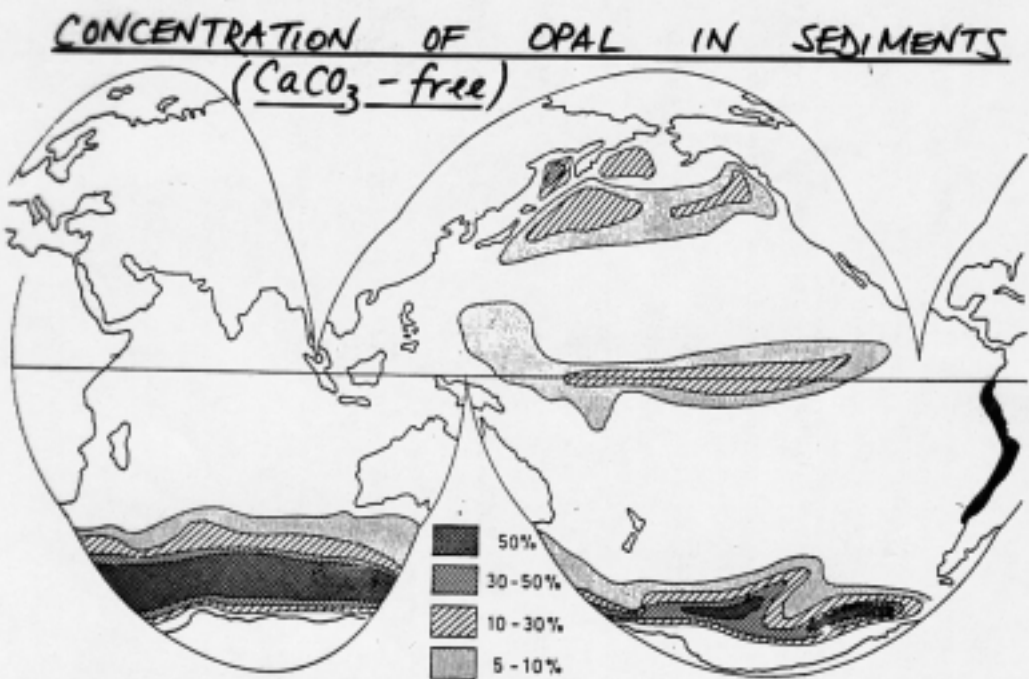 CONCENTRATION OF OPAL IN SEDIMENTS
(CaCO₃-free)
50%
30-50%
10-30%
5-10%